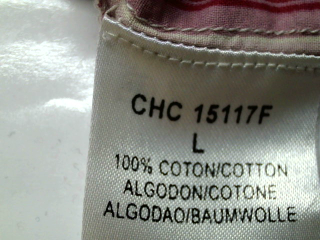 CHC 15117F
L
100% COTON/COTTON
ALGODON/COTONE
ALGODAO/BAUMWOLLE